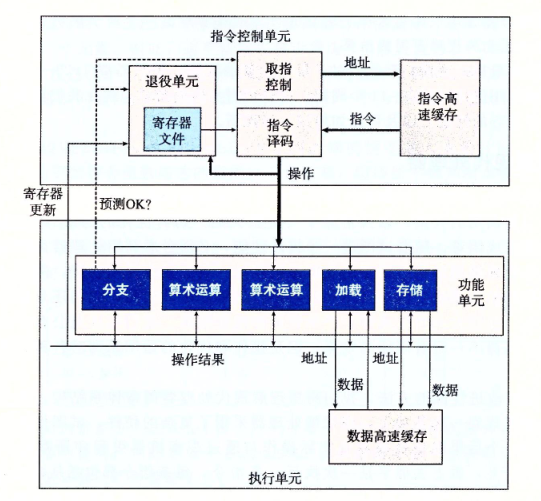 指令控制单元
退役单元
寄存器
文件
取指
控制
地址
指令高
速缓存
指令
译码
指令
操作
寄存器
更新
预测OK?
分支
算术运算
算术运算
加载
存储
功能
单元
操作结果
地址
地址
数据
数据
数据高速缓存
执行单元